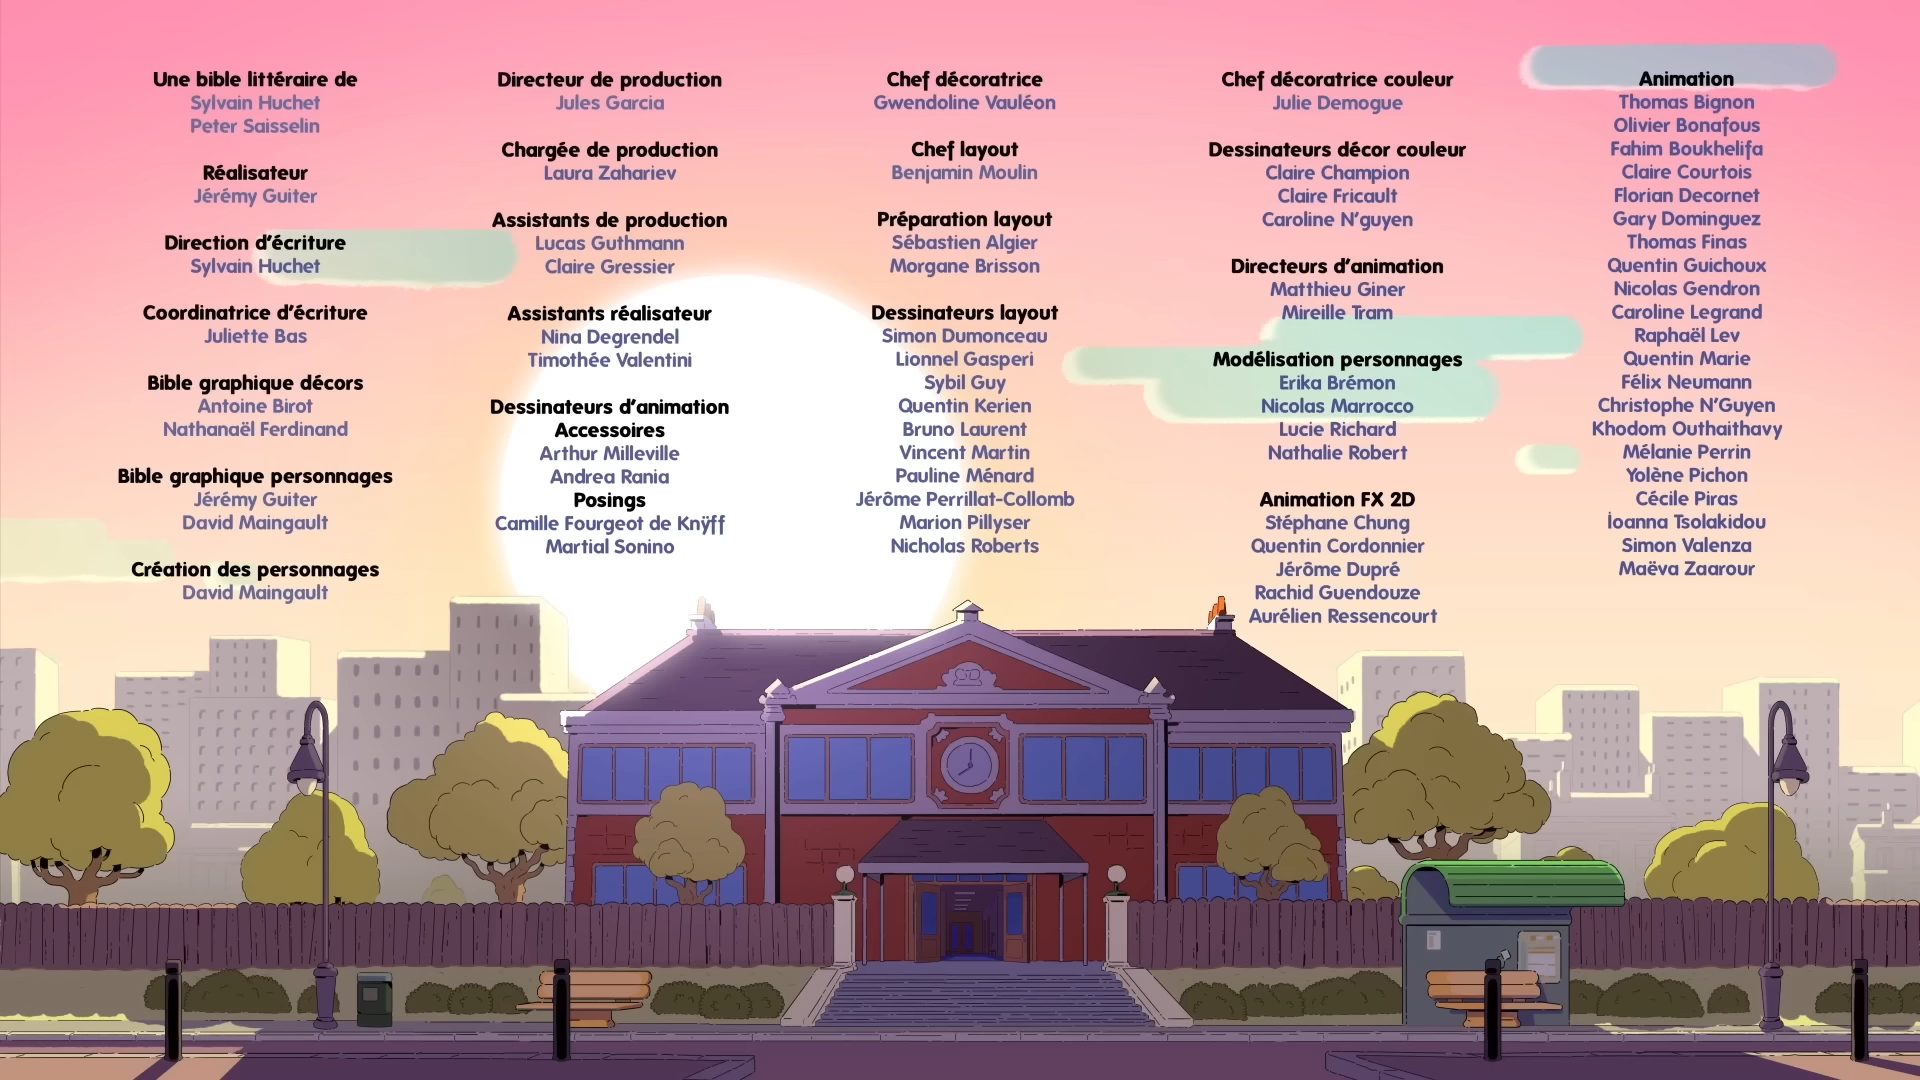 Une bible littéraire de
Sylvain Huchet
Peter Saisselin
Réalisateur
Jérémy Guiter
Direction d’écriture
Sylvain Huchet
Coordinatrice d’écriture
Juliette Bas
Bible graphique décors
Antoine Birot
Nathanaël Ferdinand
Bible graphique personnages
Jérémy Guiter
David Maingault
Création des personnages
David Maingault
Directeur de production
Jules Garcia
Chargée de production
Laura Zahariev
Assistants de production
Lucas Guthmann
Claire Gressier
Assistants réalisateur
Nina Degrendel
Timothée Valentini
Dessinateurs d’animation
Accessoires
Arthur Milleville
Andrea Rania
Posings
Camille Fourgeot de Knÿff
Martial Sonino
Chef décoratrice
Gwendoline Vauléon
Chef layout
Benjamin Moulin
Préparation layout
Sébastien Algier
Morgane Brisson
Dessinateurs layout
Simon Dumonceau
Lionnel Gasperi
Sybil Guy
Quentin Kerien
Bruno Laurent
Vincent Martin
Pauline Ménard
Jérôme Perrillat-Collomb
Marion Pillyser
Nicholas Roberts
Chef décoratrice couleur
Julie Demogue
Dessinateurs décor couleur
Claire Champion
Claire Fricault
Caroline N’guyen
Directeurs d’animation
Matthieu Giner
Mireille Tram
Modélisation personnages
Erika Brémon
Nicolas Marrocco
Lucie Richard
Nathalie Robert
Animation FX 2D
Stéphane Chung
Quentin Cordonnier
Jérôme Dupré
Rachid Guendouze
Aurélien Ressencourt
Animation
Thomas Bignon
Olivier Bonafous
Fahim Boukhelifa
Claire Courtois
Florian Decornet
Gary Dominguez
Thomas Finas
Quentin Guichoux
Nicolas Gendron
Caroline Legrand
Raphaël Lev
Quentin Marie
Félix Neumann
Christophe N’Guyen
Khodom Outhaithavy
Mélanie Perrin
Yolène Pichon
Cécile Piras
İoanna Tsolakidou
Simon Valenza
Maëva Zaarour